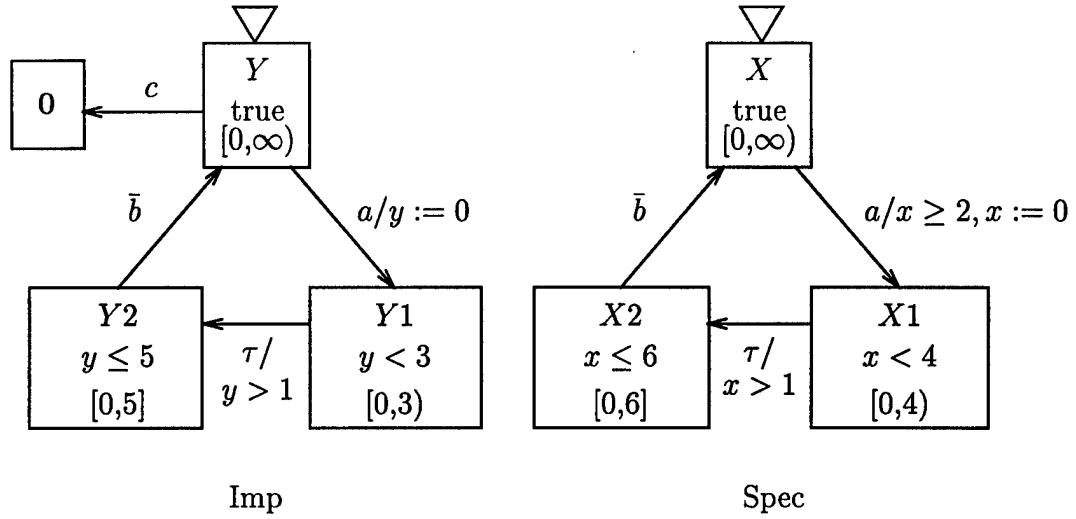 Y
true
[0,∞)
0
c
b̄
a/y := 0
Y2
y ≤ 5
[0,5]
τ/
y > 1
Y1
y < 3
[0,3)
Imp
X
true
[0,∞)
b̄
a/x ≥ 2, x := 0
X2
x ≤ 6
[0,6]
τ/
x > 1
X1
x < 4
[0,4)
Spec